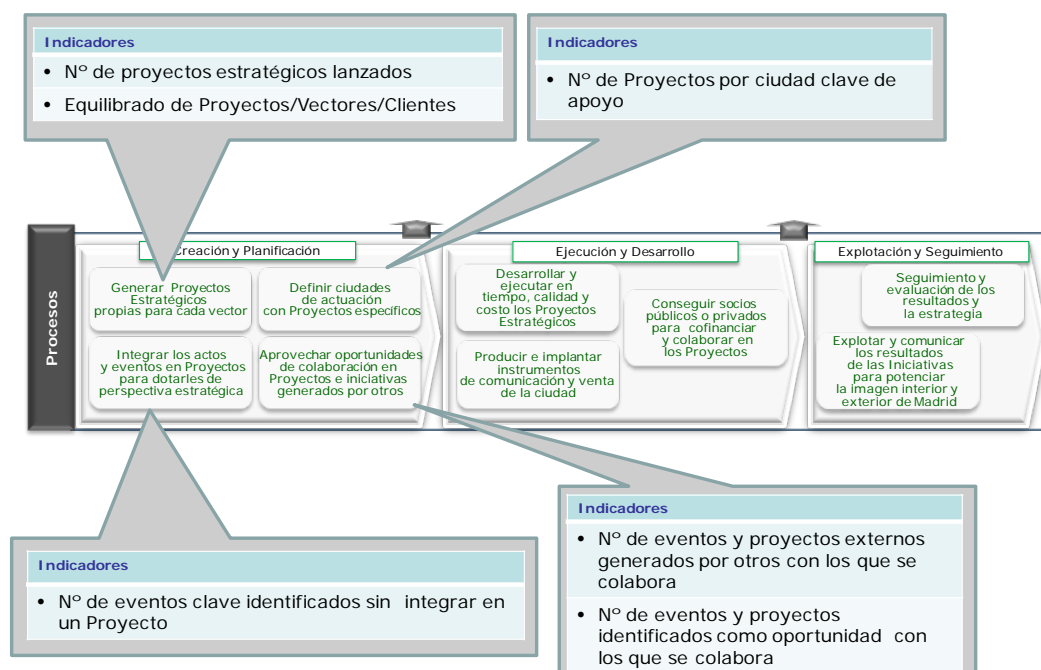 Indicadores
• Nº de proyectos estratégicos lanzados
• Equilibrado de Proyectos/Vectores/Clientes
Indicadores
• Nº de Proyectos por ciudad clave de
apoyo
Procesos
Creación y Planificación
Generar Proyectos
Estratégicos
propias para cada vector
Definir ciudades
de actuación
con Proyectos específicos
Integrar los actos
y eventos en Proyectos
para dotarles de
perspectiva estratégica
Aprovechar oportunidades
de colaboración en
Proyectos e iniciativas
generados por otros
Ejecución y Desarrollo
Desarrollar y
ejecutar en
tiempo, calidad y
costo los Proyectos
Estratégicos
Producir e implantar
instrumentos
de comunicación y venta
de la ciudad
Conseguir socios
públicos o privados
para cofinanciar
y colaborar en
los Proyectos
Explotación y Seguimiento
Seguimiento y
evaluación de los
resultados y
la estrategia
Explotar y comunicar
los resultados
de las Iniciativas
para potenciar
la imagen interior y
exterior de Madrid
Indicadores
• Nº de eventos clave identificados sin integrar en
un Proyecto
Indicadores
• Nº de eventos y proyectos externos
generados por otros con los que se
colabora
• Nº de eventos y proyectos
identificados como oportunidad con
los que se colabora